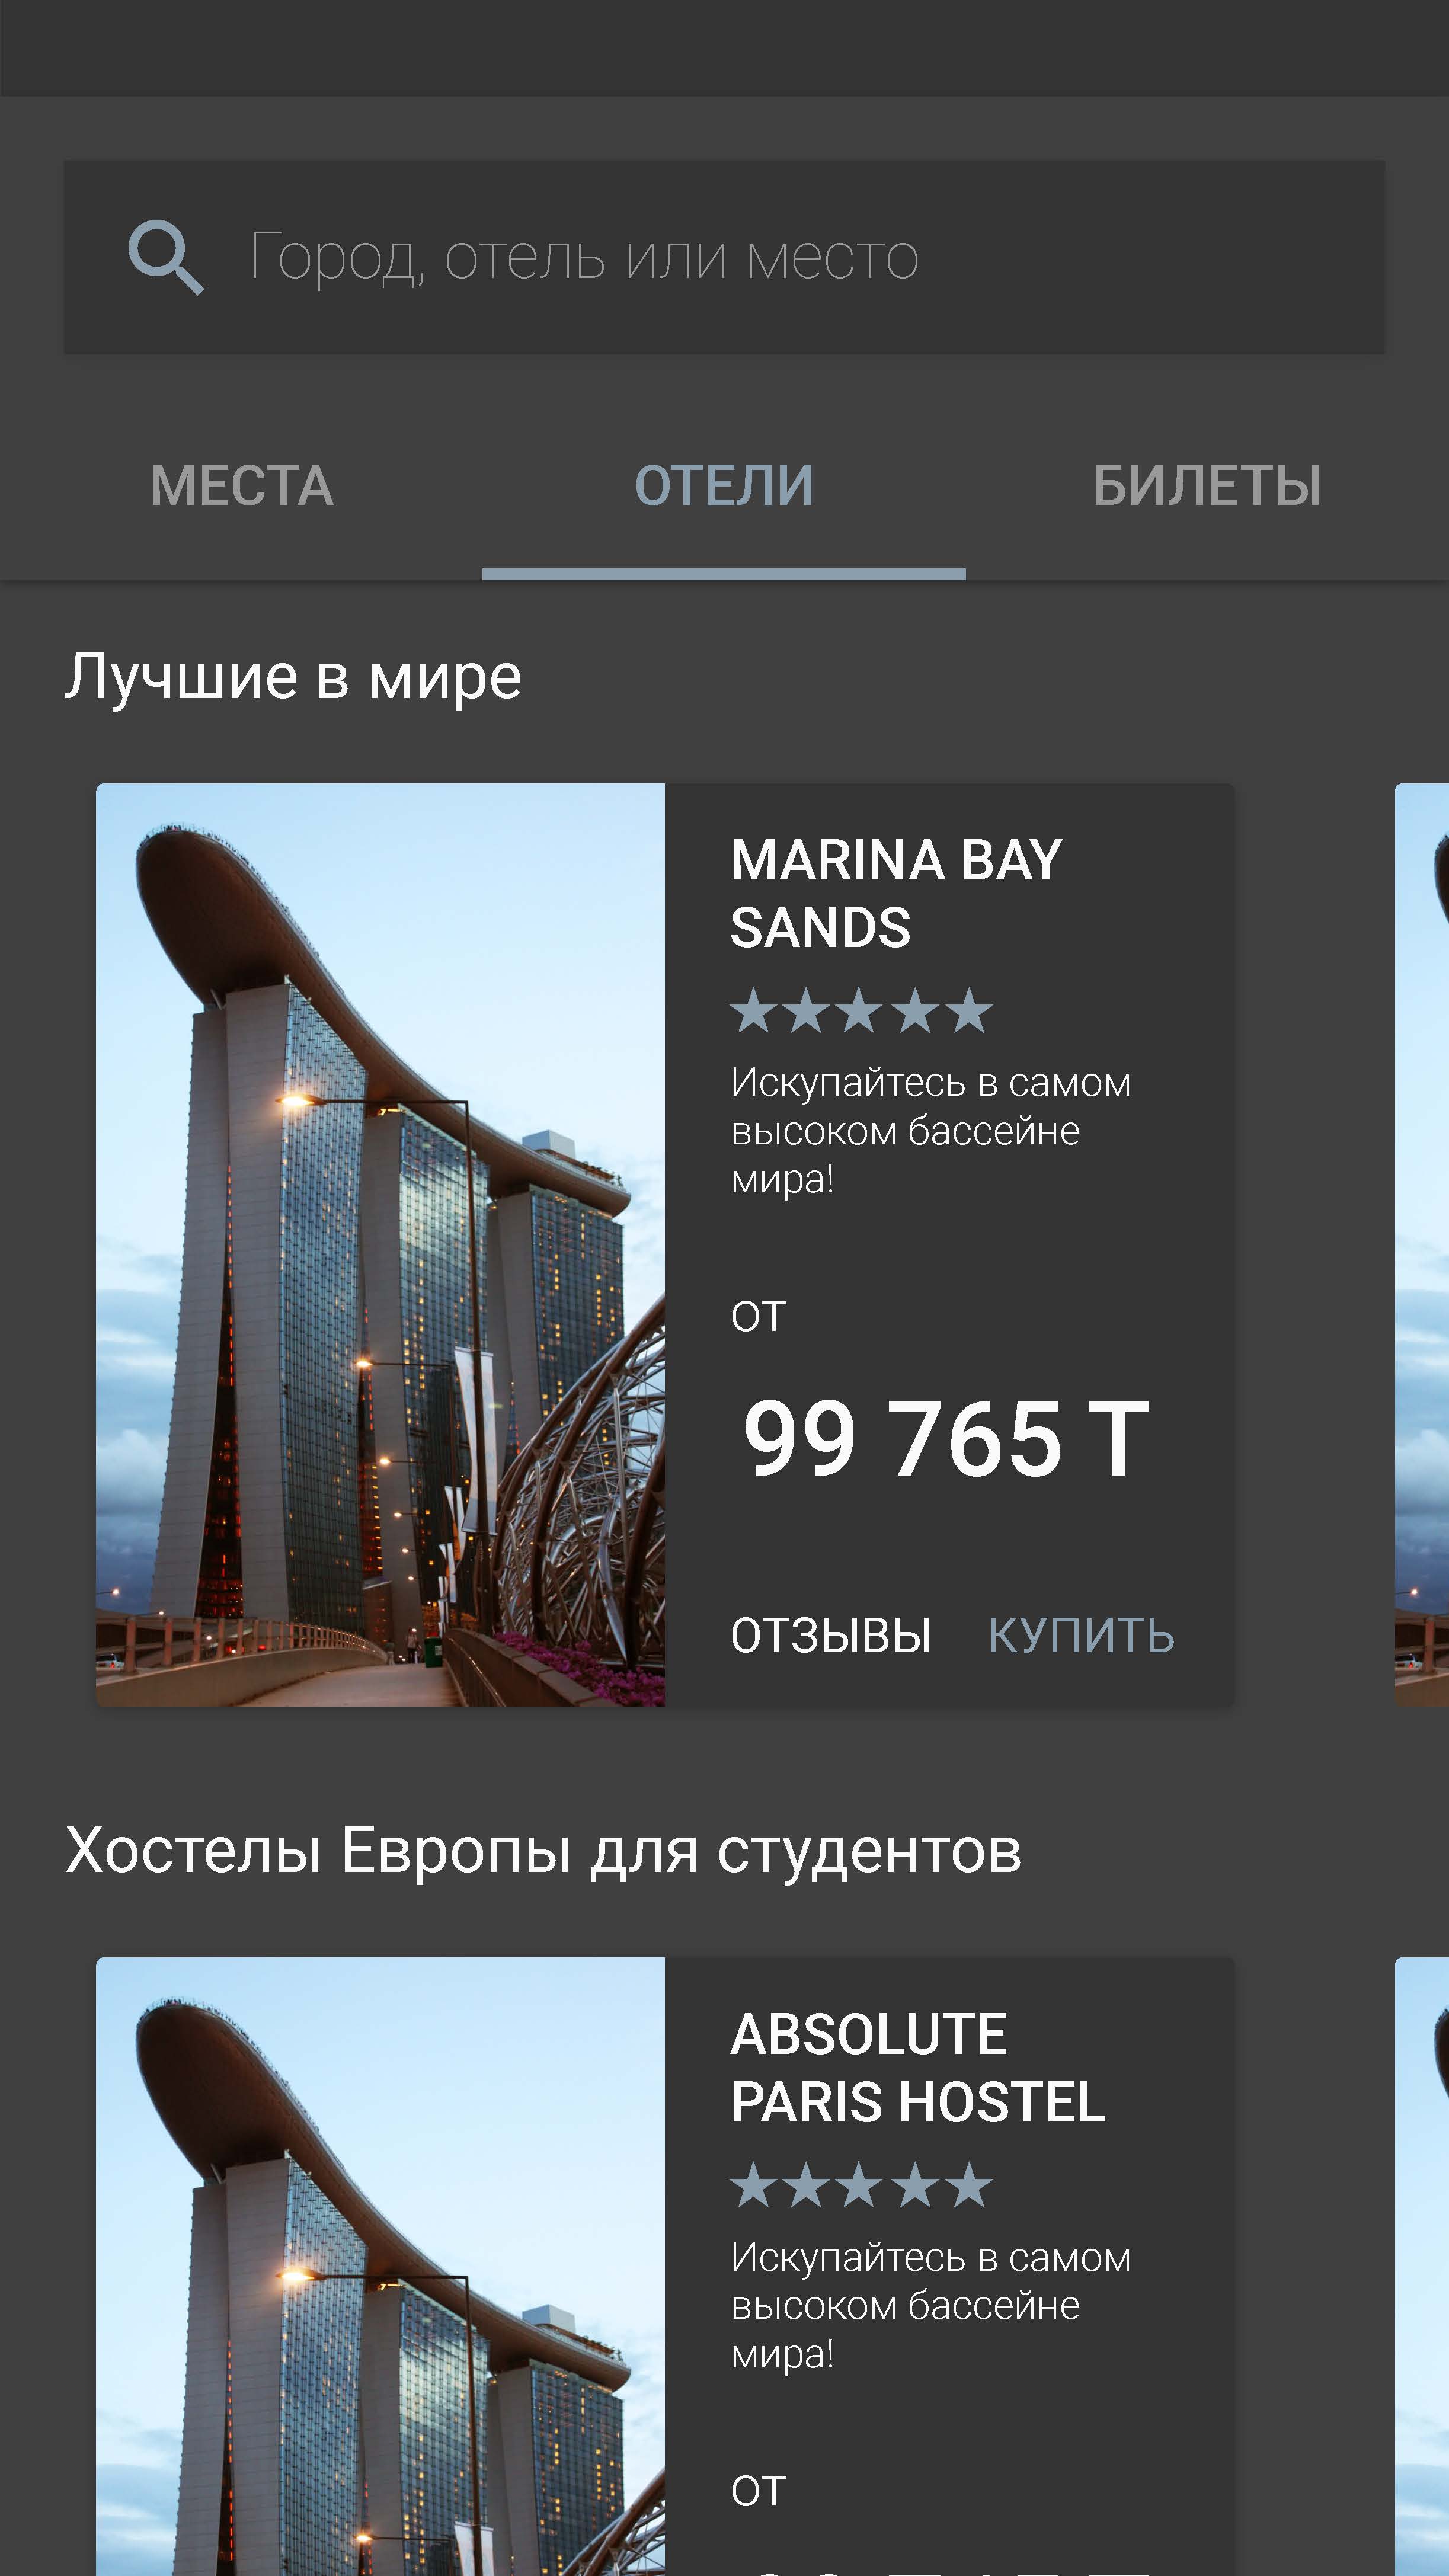 Город, отель или место
МЕСТА
ОТЕЛИ
БИЛЕТЫ
Лучшие в мире
MARINA BAY
SANDS
Искупайтесь в самом
высоком бассейне
мира!
ОТ
99 765 T
ОТЗЫВЫ
КУПИТЬ
Хостелы Европы для студентов
ABSOLUTE
PARIS HOSTEL
Искупайтесь в самом
высоком бассейне
мира!
ОТ